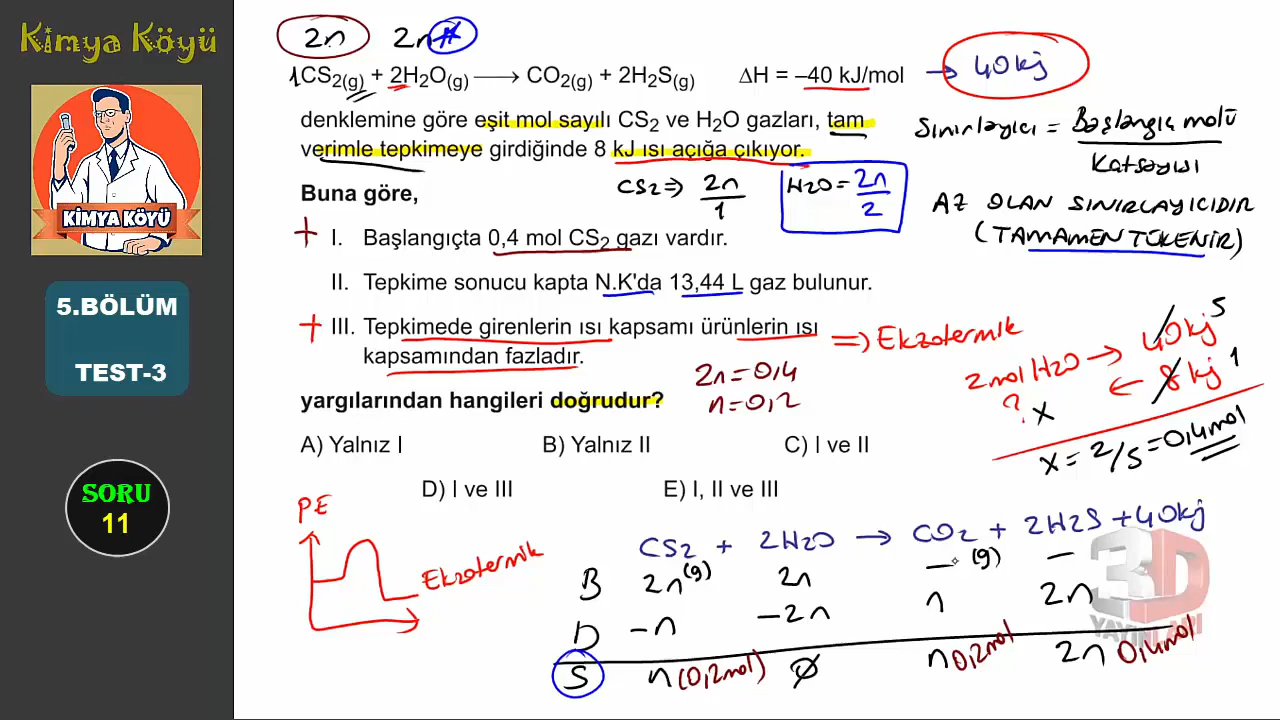 Kimya Köyü
KİMYA KÖYÜ
5.BÖLÜM
TEST-3
SORU
11
2n 2n
1CS2(g) + 2H2O(g) ⟶ CO2(g) + 2H2S(g) ΔH = –40 kJ/mol → 40kj
denklemine göre eşit mol sayılı CS2 ve H2O gazları, tam
verimle tepkimeye girdiğinde 8 kJ ısı açığa çıkıyor.
Sınırlayıcı = Başlangıç molü
Katsayısı
CS2 ⇒ 2n
1
H2O = 2n
2
AZ OLAN SINIRLAYICIDIR
(TAMAMEN TÜKENİR)
Buna göre,
+ I. Başlangıçta 0,4 mol CS2 gazı vardır.
II. Tepkime sonucu kapta N.K'da 13,44 L gaz bulunur.
+ III. Tepkimede girenlerin ısı kapsamı ürünlerin ısı
kapsamından fazladır.
⇒ Ekzotermik
2n = 0,4
n = 0,2
2mol H2O → 40kj 5
? x ← 8kj 1
x = 2/5 = 0,4mol
yargılarından hangileri doğrudur?
A) Yalnız I B) Yalnız II C) I ve II
D) I ve III E) I, II ve III
PE
Ekzotermik
CS2 + 2H2O → CO2 + 2H2S + 40kj
B 2n(g) 2n – (g) –
D –n –2n n 2n
S n(0,2mol) Ø n 0,2mol 2n 0,4mol
3D
YAYINLARI